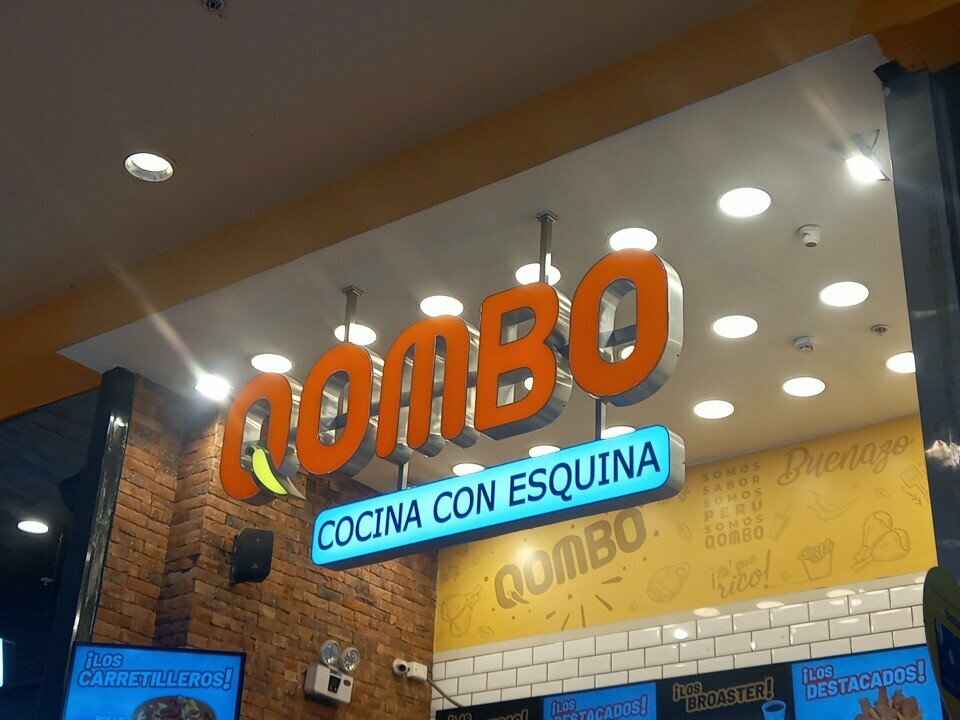 QOMBO
COCINA CON ESQUINA
QOMBO
SOMOS
SABOR
SOMOS
PERÚ
SOMOS
QOMBO
Buenazo
¡ta' que
rico!
¡LOS
CARRETILLEROS!
¡LOS
DESTACADOS!
¡LOS
BROASTER!
¡LOS
DESTACADOS!